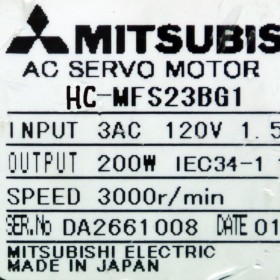 MITSUBIS
AC SERVO MOTOR
HC-MFS23BG1
INPUT 3AC 120V 1.5
OUTPUT 200W IEC34-1
SPEED 3000r/min
SER.No DA2661008 DATE 01
MITSUBISHI ELECTRIC
MADE IN JAPAN